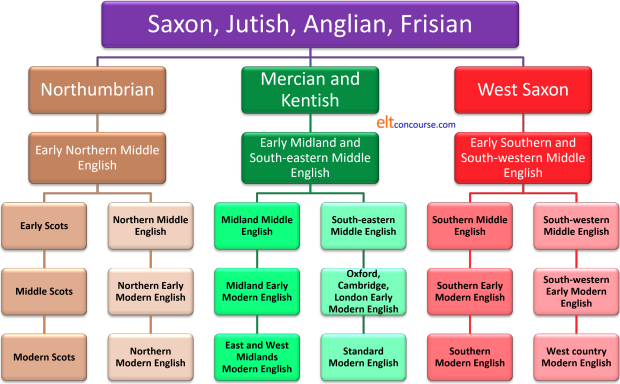 Saxon, Jutish, Anglian, Frisian
Northumbrian
Mercian and
Kentish
West Saxon
eltconcourse.com
Early Northern Middle
English
Early Midland and
South-eastern Middle
English
Early Southern and
South-western Middle
English
Early Scots
Northern Middle
English
Midland Middle
English
South-eastern
Middle English
Southern Middle
English
South-western
Middle English
Middle Scots
Northern Early
Modern English
Midland Early
Modern English
Oxford,
Cambridge,
London Early
Modern English
Southern Early
Modern English
South-western
Early Modern
English
Modern Scots
Northern
Modern English
East and West
Midlands
Modern English
Standard
Modern English
Southern
Modern English
West country
Modern English